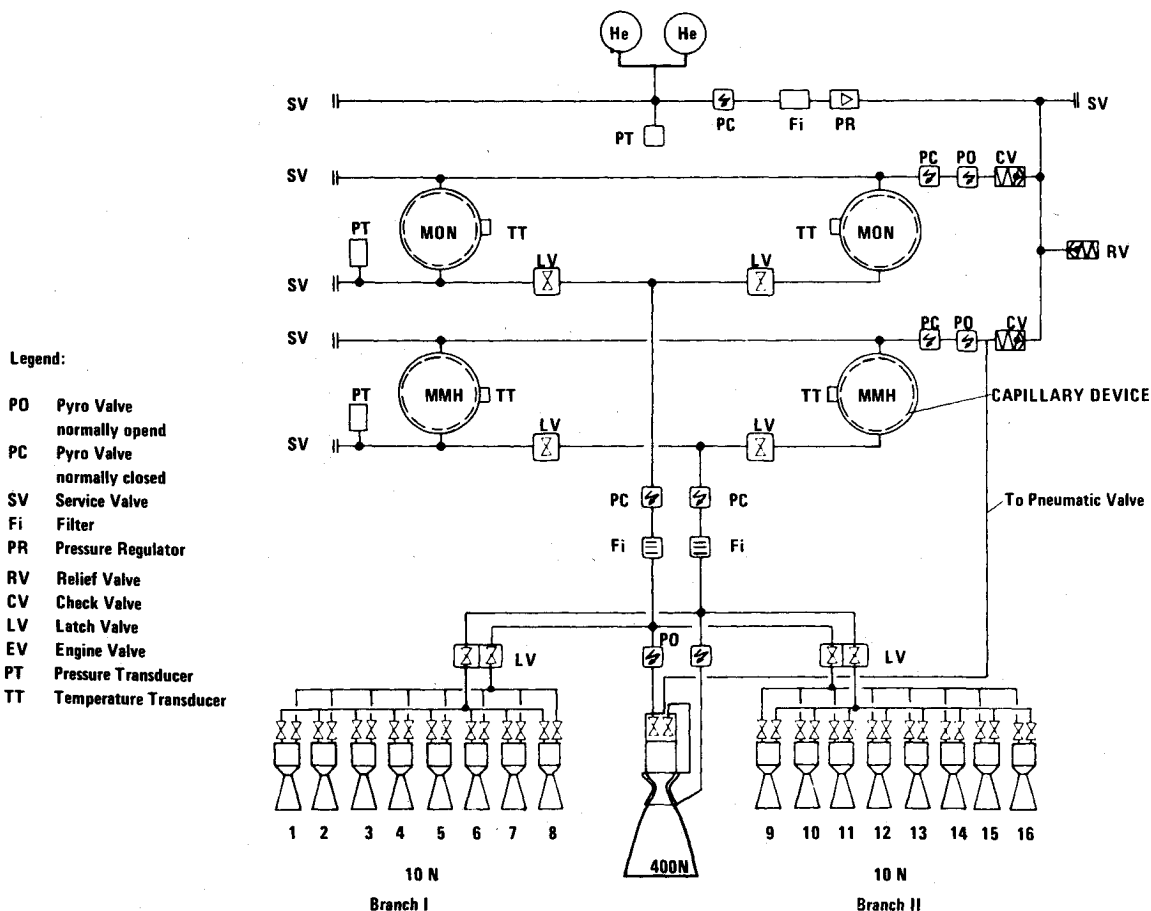 He He
SV SV
PC Fi PR
PT
PC PO CV
SV
PT MON TT TT MON
LV LV RV
SV
PC PO CV
SV
Legend:
PT MMH TT TT MMH CAPILLARY DEVICE
PO Pyro Valve
normally opend
LV LV
SV
PC Pyro Valve
normally closed
SV Service Valve
PC PC To Pneumatic Valve
Fi Filter
PR Pressure Regulator
Fi Fi
RV Relief Valve
CV Check Valve
LV Latch Valve
EV Engine Valve
PT Pressure Transducer
TT Temperature Transducer
PO
LV LV
1 2 3 4 5 6 7 8 9 10 11 12 13 14 15 16
400N
10 N 10 N
Branch I Branch II